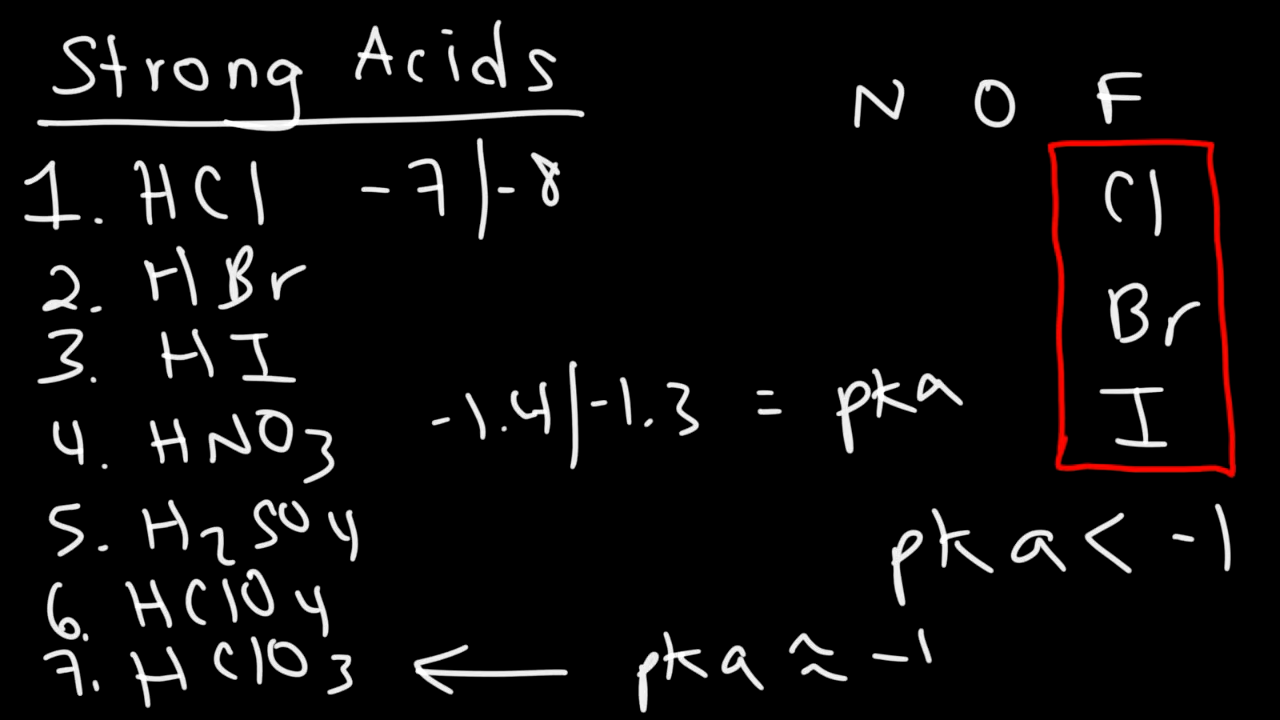 Strong Acids
N O F
1. HCl -7|-8
Cl
2. HBr
Br
3. HI
I
4. HNO3 -1.4|-1.3 = pka
5. H2SO4
pka < -1
6. HClO4
7. HClO3 ← pka ≈ -1